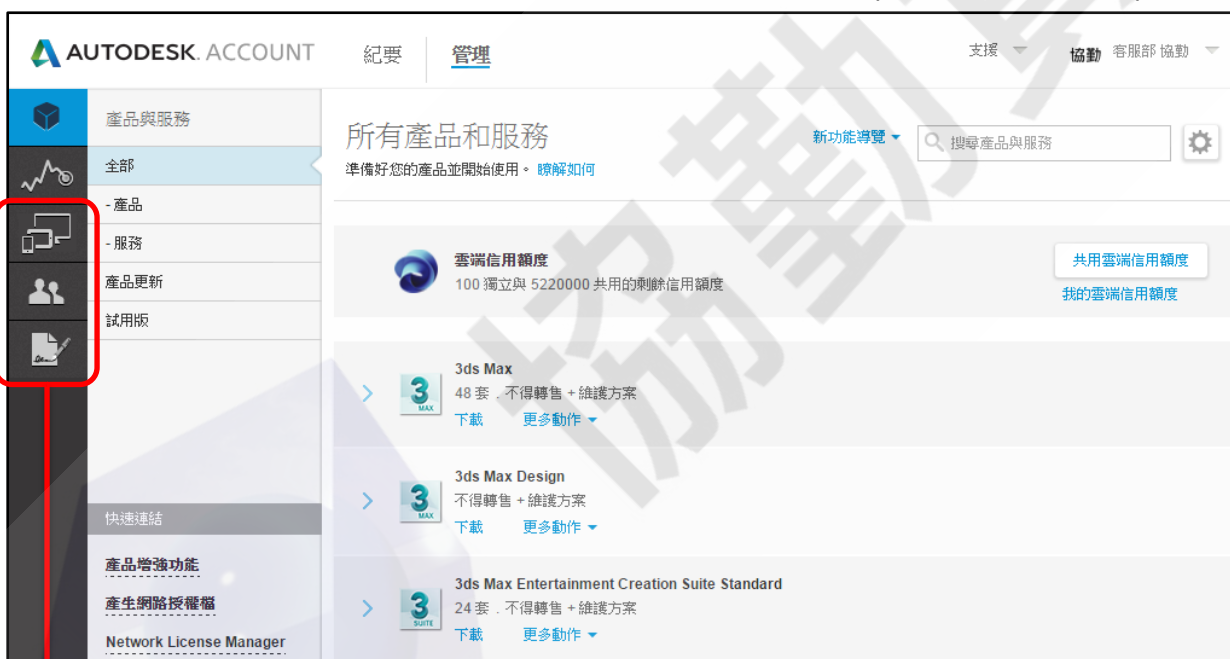 AUTODESK. ACCOUNT
紀要
管理
支援
協勤 客服部 協勤
產品與服務
全部
- 產品
- 服務
產品更新
試用版
快速連結
產品增強功能
產生網路授權檔
Network License Manager
所有產品和服務
準備好您的產品並開始使用。 瞭解如何
新功能導覽
搜尋產品與服務
雲端信用額度
100 獨立與 5220000 共用的剩餘信用額度
共用雲端信用額度
我的雲端信用額度
3ds Max
48 套 . 不得轉售 + 維護方案
下載 更多動作
3ds Max Design
不得轉售 + 維護方案
下載 更多動作
3ds Max Entertainment Creation Suite Standard
24 套 . 不得轉售 + 維護方案
下載 更多動作
3
MAX
3
MAX
3
SUITE
協勤